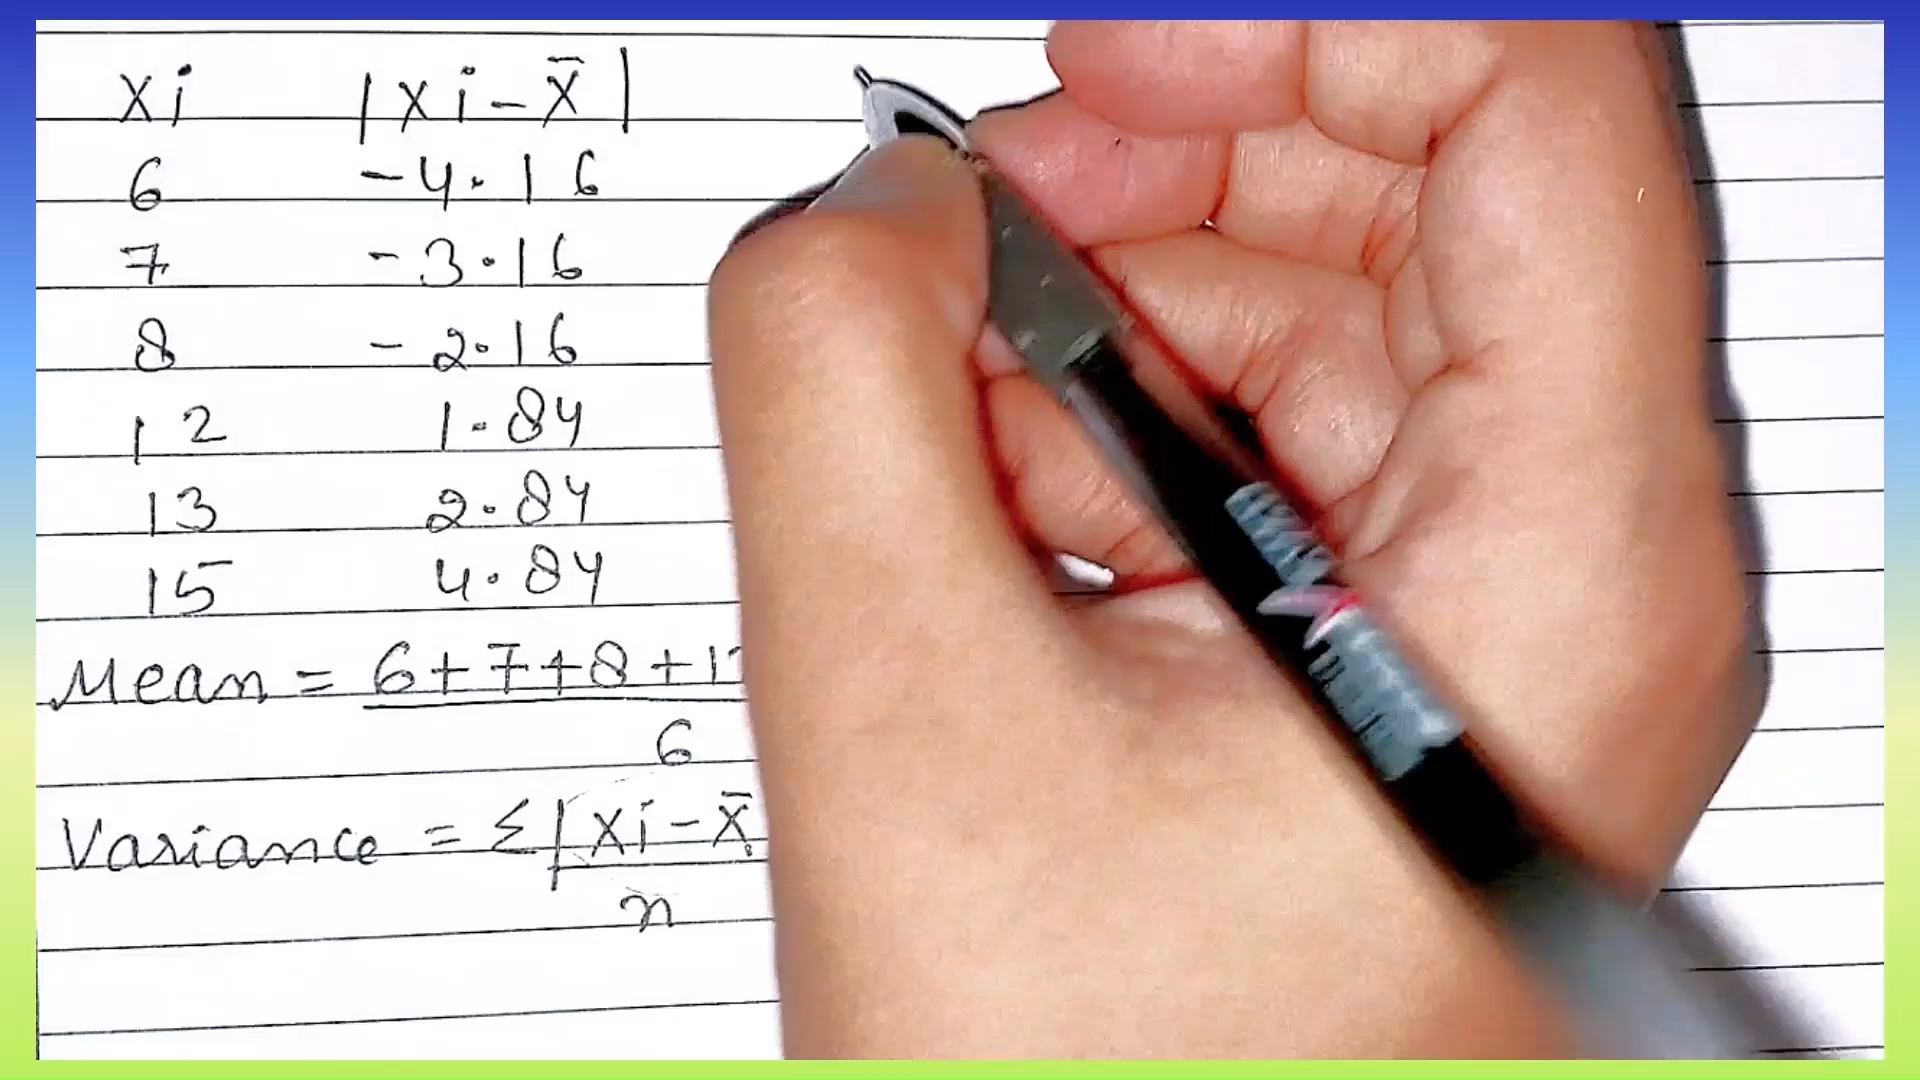 xi |xi-x̄|
6 -4.16
7 -3.16
8 -2.16
12 1.84
13 2.84
15 4.84
Mean = 6+7+8+1
6
Variance = Σ|xi-x̄
n